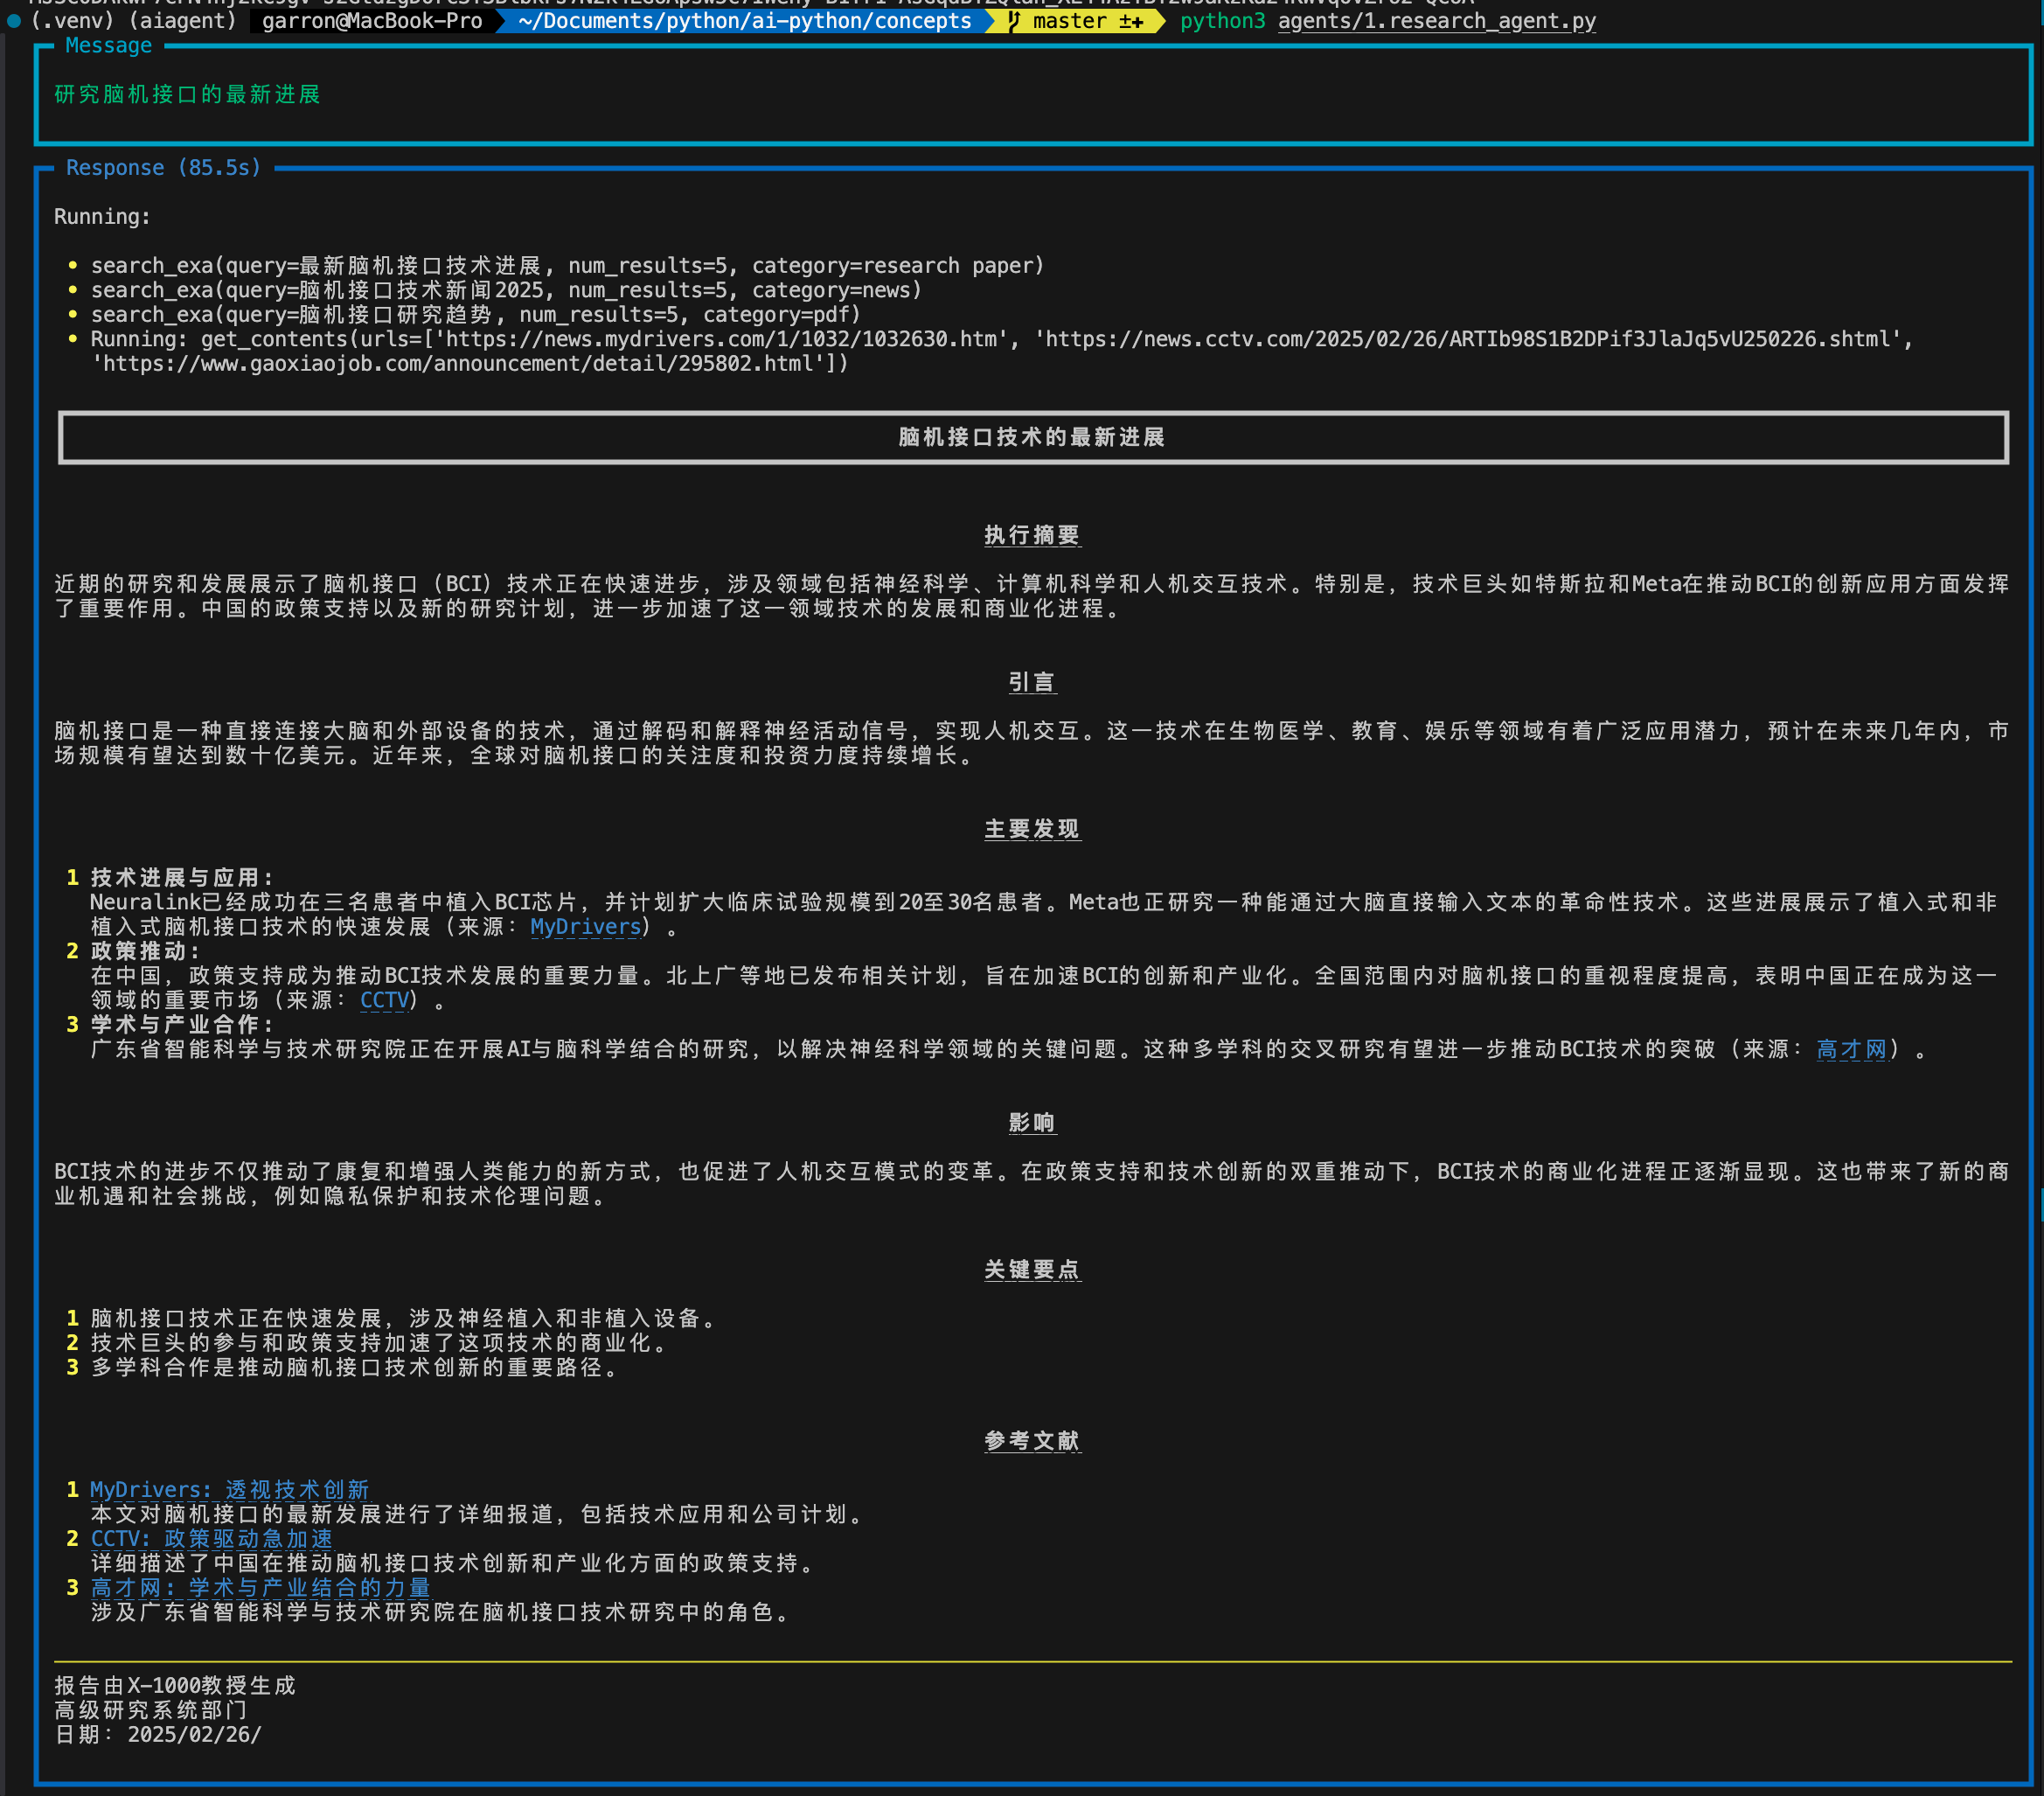 (.venv) (aiagent) garron@MacBook-Pro ~/Documents/python/ai-python/concepts master ±✚ python3 agents/1.research_agent.py
Message
研究脑机接口的最新进展
Response (85.5s)
Running:
• search_exa(query=最新脑机接口技术进展, num_results=5, category=research paper)
• search_exa(query=脑机接口技术新闻2025, num_results=5, category=news)
• search_exa(query=脑机接口研究趋势, num_results=5, category=pdf)
• Running: get_contents(urls=['https://news.mydrivers.com/1/1032/1032630.htm', 'https://news.cctv.com/2025/02/26/ARTIb98S1B2DPif3JlaJq5vU250226.shtml',
'https://www.gaoxiaojob.com/announcement/detail/295802.html'])
脑机接口技术的最新进展
执行摘要
近期的研究和发展展示了脑机接口（BCI）技术正在快速进步，涉及领域包括神经科学、计算机科学和人机交互技术。特别是，技术巨头如特斯拉和Meta在推动BCI的创新应用方面发挥
了重要作用。中国的政策支持以及新的研究计划，进一步加速了这一领域技术的发展和商业化进程。
引言
脑机接口是一种直接连接大脑和外部设备的技术，通过解码和解释神经活动信号，实现人机交互。这一技术在生物医学、教育、娱乐等领域有着广泛应用潜力，预计在未来几年内，市
场规模有望达到数十亿美元。近年来，全球对脑机接口的关注度和投资力度持续增长。
主要发现
1 技术进展与应用：
Neuralink已经成功在三名患者中植入BCI芯片，并计划扩大临床试验规模到20至30名患者。Meta也正研究一种能通过大脑直接输入文本的革命性技术。这些进展展示了植入式和非
植入式脑机接口技术的快速发展（来源：MyDrivers）。
2 政策推动：
在中国，政策支持成为推动BCI技术发展的重要力量。北上广等地已发布相关计划，旨在加速BCI的创新和产业化。全国范围内对脑机接口的重视程度提高，表明中国正在成为这一
领域的重要市场（来源：CCTV）。
3 学术与产业合作：
广东省智能科学与技术研究院正在开展AI与脑科学结合的研究，以解决神经科学领域的关键问题。这种多学科的交叉研究有望进一步推动BCI技术的突破（来源：高才网）。
影响
BCI技术的进步不仅推动了康复和增强人类能力的新方式，也促进了人机交互模式的变革。在政策支持和技术创新的双重推动下，BCI技术的商业化进程正逐渐显现。这也带来了新的商
业机遇和社会挑战，例如隐私保护和技术伦理问题。
关键要点
1 脑机接口技术正在快速发展，涉及神经植入和非植入设备。
2 技术巨头的参与和政策支持加速了这项技术的商业化。
3 多学科合作是推动脑机接口技术创新的重要路径。
参考文献
1 MyDrivers: 透视技术创新
本文对脑机接口的最新发展进行了详细报道，包括技术应用和公司计划。
2 CCTV: 政策驱动急加速
详细描述了中国在推动脑机接口技术创新和产业化方面的政策支持。
3 高才网: 学术与产业结合的力量
涉及广东省智能科学与技术研究院在脑机接口技术研究中的角色。
报告由X-1000教授生成
高级研究系统部门
日期：2025/02/26/